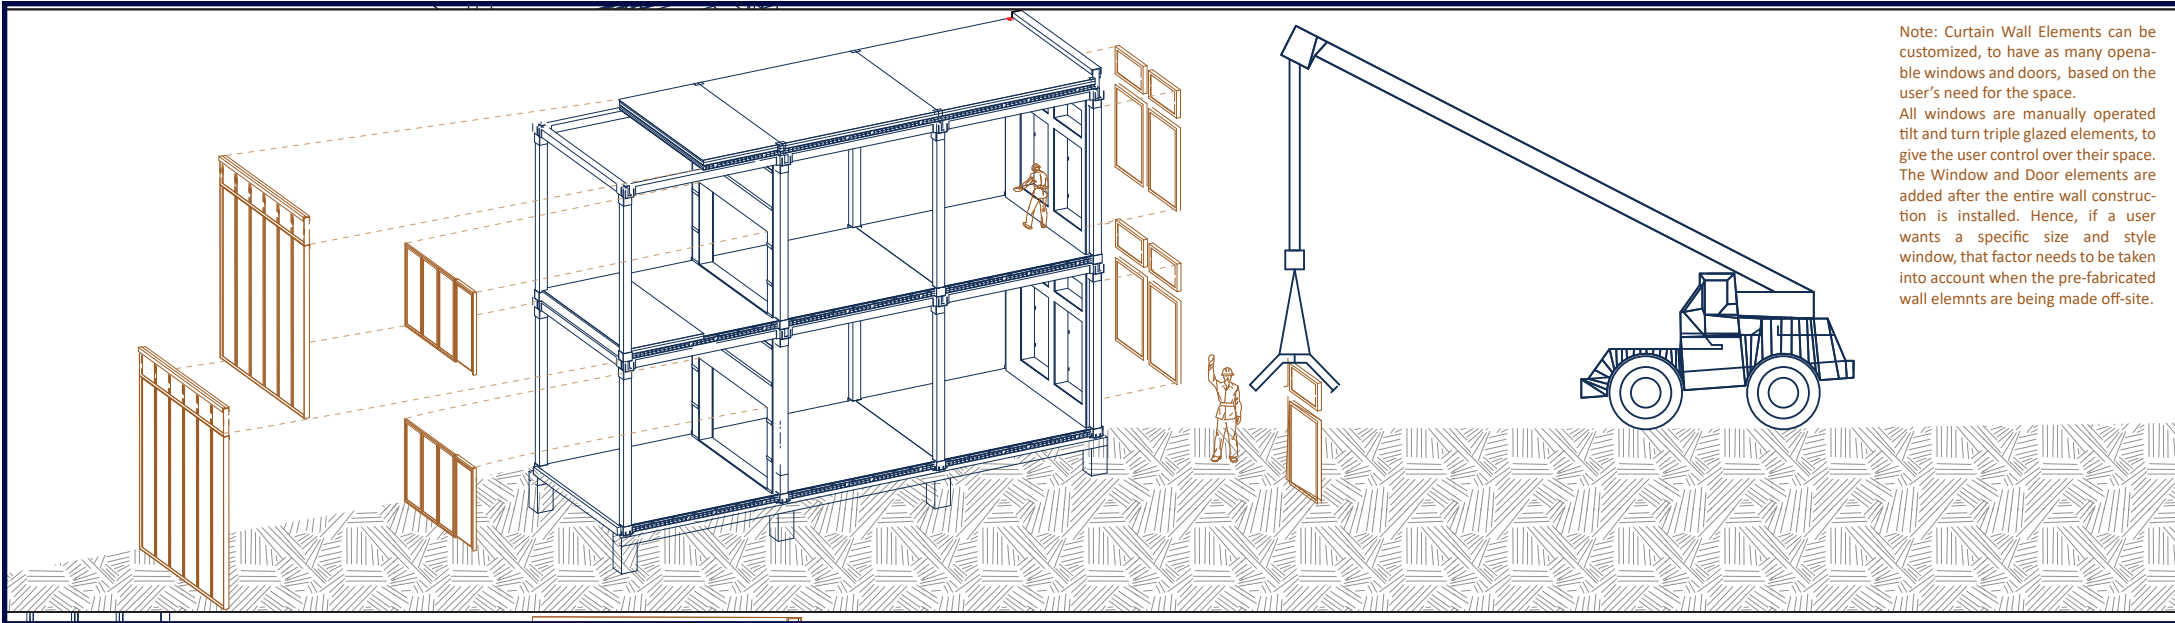 Note: Curtain Wall Elements can be
customized, to have as many opena-
ble windows and doors, based on the
user's need for the space.
All windows are manually operated
tilt and turn triple glazed elements, to
give the user control over their space.
The Window and Door elements are
added after the entire wall construc-
tion is installed. Hence, if a user
wants a specific size and style
window, that factor needs to be taken
into account when the pre-fabricated
wall elemnts are being made off-site.